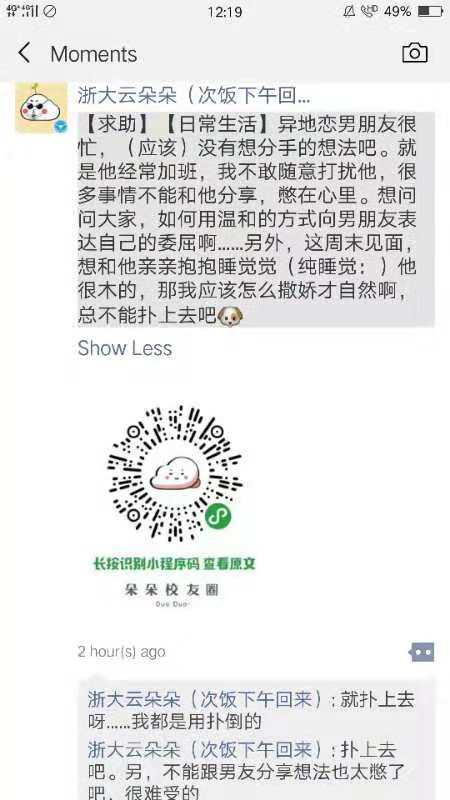 12:19
49%
Moments
浙大云朵朵（次饭下午回...
【求助】【日常生活】异地恋男朋友很
忙，（应该）没有想分手的想法吧。就
是他经常加班，我不敢随意打扰他，很
多事情不能和他分享，憋在心里。想问
问大家，如何用温和的方式向男朋友表
达自己的委屈啊......另外，这周末见面，
想和他亲亲抱抱睡觉觉（纯睡觉：）他
很木的，那我应该怎么撒娇才自然啊，
总不能扑上去吧
Show Less
长按识别小程序码 查看原文
朵朵校友圈
Duo Duo
2 hour(s) ago
浙大云朵朵（次饭下午回来）: 就扑上去
呀......我都是用扑倒的
浙大云朵朵（次饭下午回来）: 扑上去
吧。另，不能跟男友分享想法也太憋了
吧，很难受的